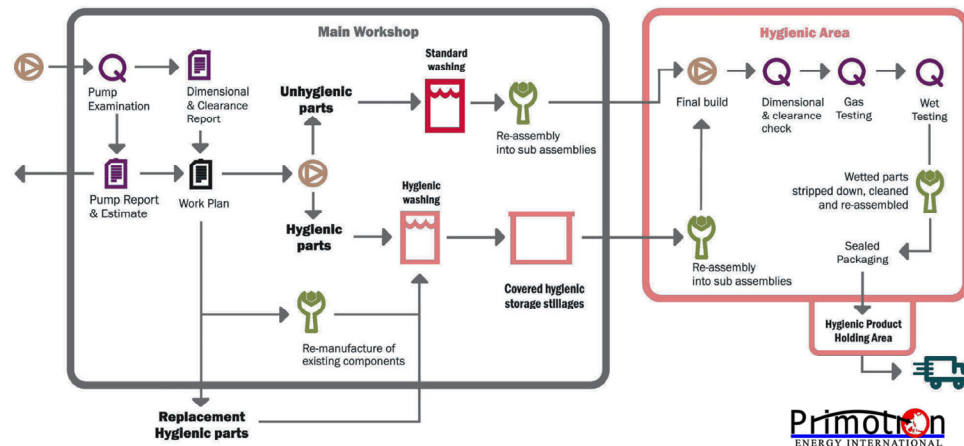 Main Workshop
Hygienic Area
Pump
Examination
Dimensional
& Clearance
Report
Unhygienic
parts
Standard
washing
Re-assembly
into sub assemblies
Pump Report
& Estimate
Work Plan
Hygienic
parts
Hygienic
washing
Covered hygienic
storage stillages
Re-manufacture of
existing components
Replacement
Hygienic parts
Final build
Dimensional
& clearance
check
Gas
Testing
Wet
Testing
Wetted parts
stripped down, cleaned
and re-assembled
Re-assembly
into sub assemblies
Sealed
Packaging
Hygienic Product
Holding Area
Primotron
ENERGY INTERNATIONAL